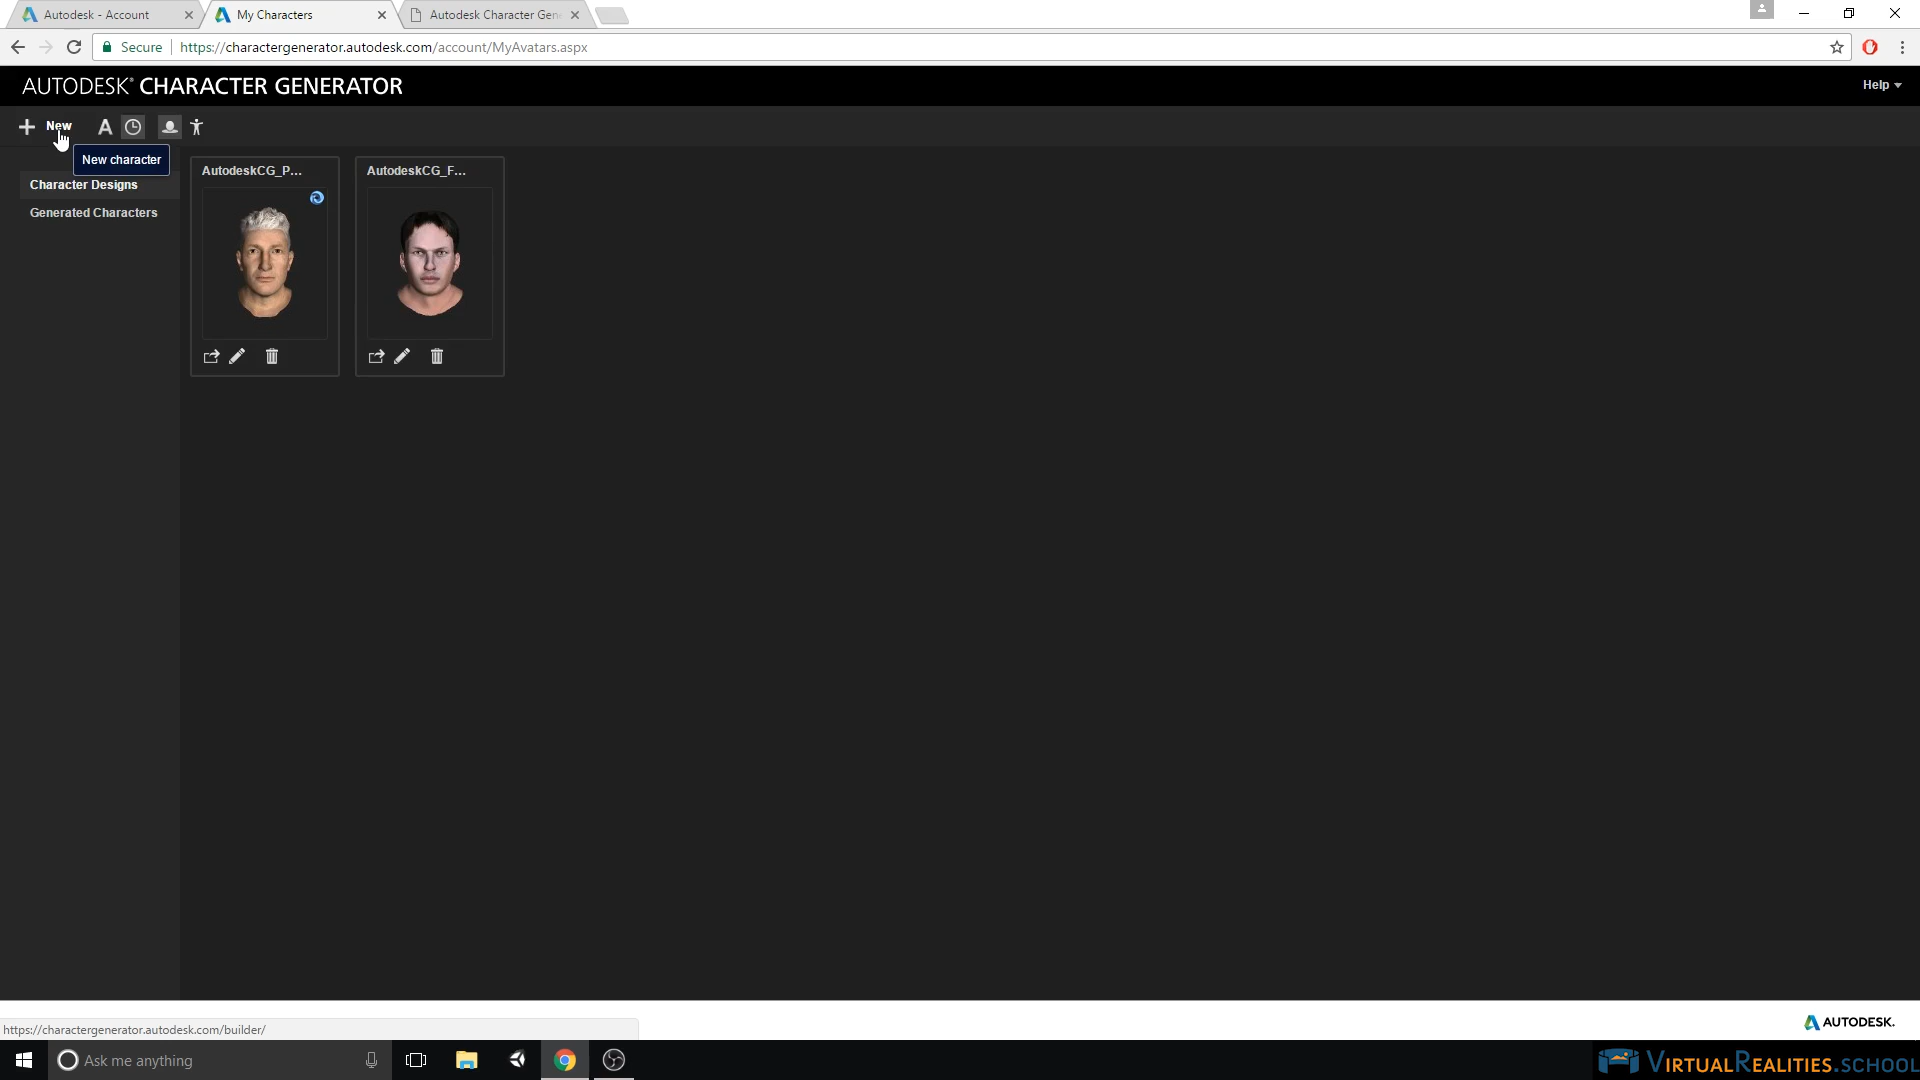 Autodesk - Account
My Characters
Autodesk Character Gen
Secure
https://charactergenerator.autodesk.com/account/MyAvatars.aspx
AUTODESK® CHARACTER GENERATOR
Help
New
A
New character
Character Designs
Generated Characters
AutodeskCG_P...
AutodeskCG_F...
https://charactergenerator.autodesk.com/builder/
AUTODESK.
Ask me anything
VIRTUALREALITIES.SCHOOL